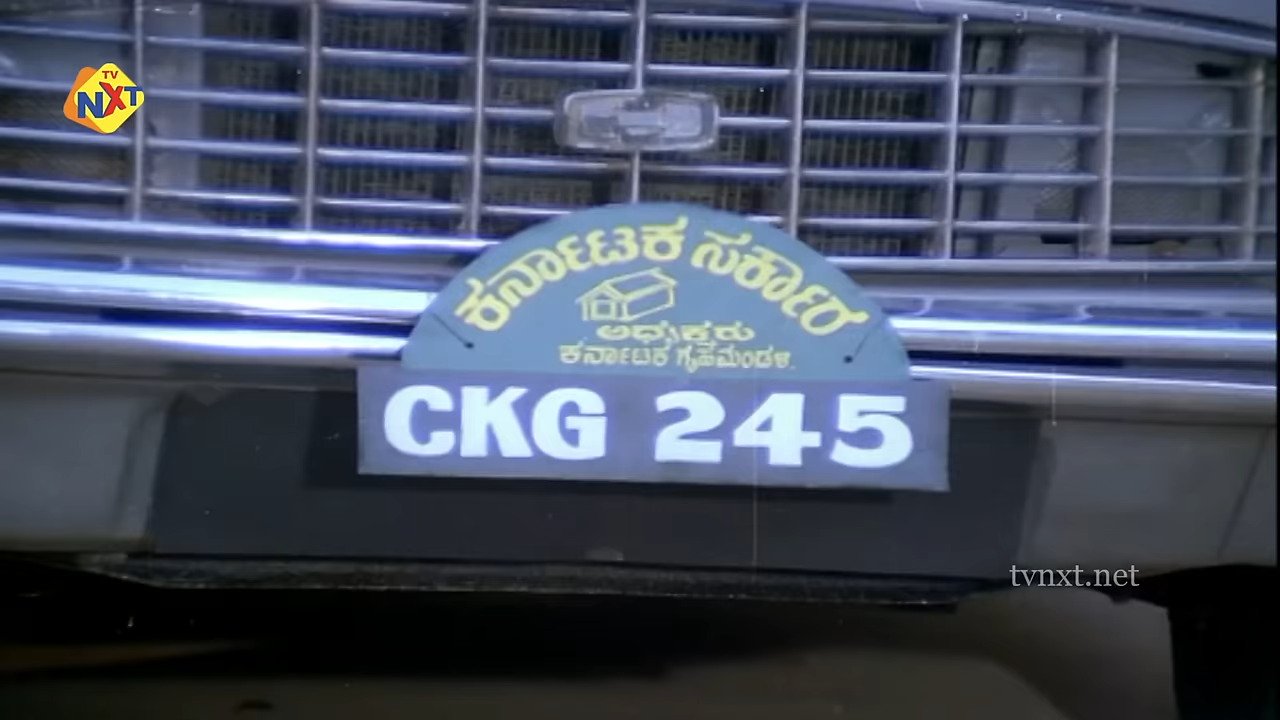 TV
NXT
ಕರ್ನಾಟಕ ಸರ್ಕಾರ
ಅಧ್ಯಕ್ಷರು
ಕರ್ನಾಟಕ ಗೃಹಮಂಡಳಿ.
CKG 245
tvnxt.net